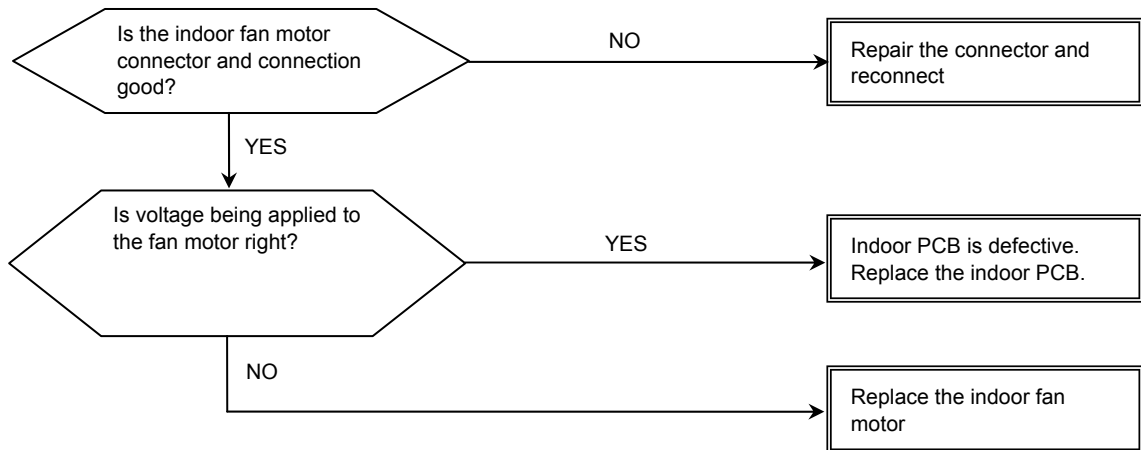 Is the indoor fan motor
connector and connection
good?
NO
Repair the connector and
reconnect
YES
Is voltage being applied to
the fan motor right?
YES
Indoor PCB is defective.
Replace the indoor PCB.
NO
Replace the indoor fan
motor